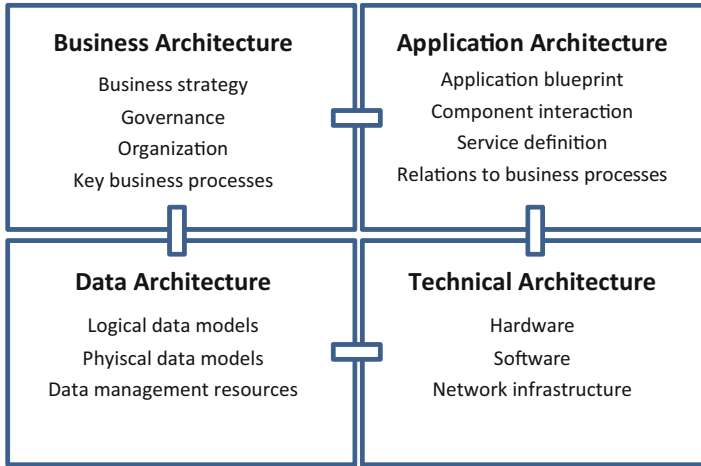 Business Architecture
Business strategy
Governance
Organization
Key business processes
Application Architecture
Application blueprint
Component interaction
Service definition
Relations to business processes
Data Architecture
Logical data models
Phyiscal data models
Data management resources
Technical Architecture
Hardware
Software
Network infrastructure